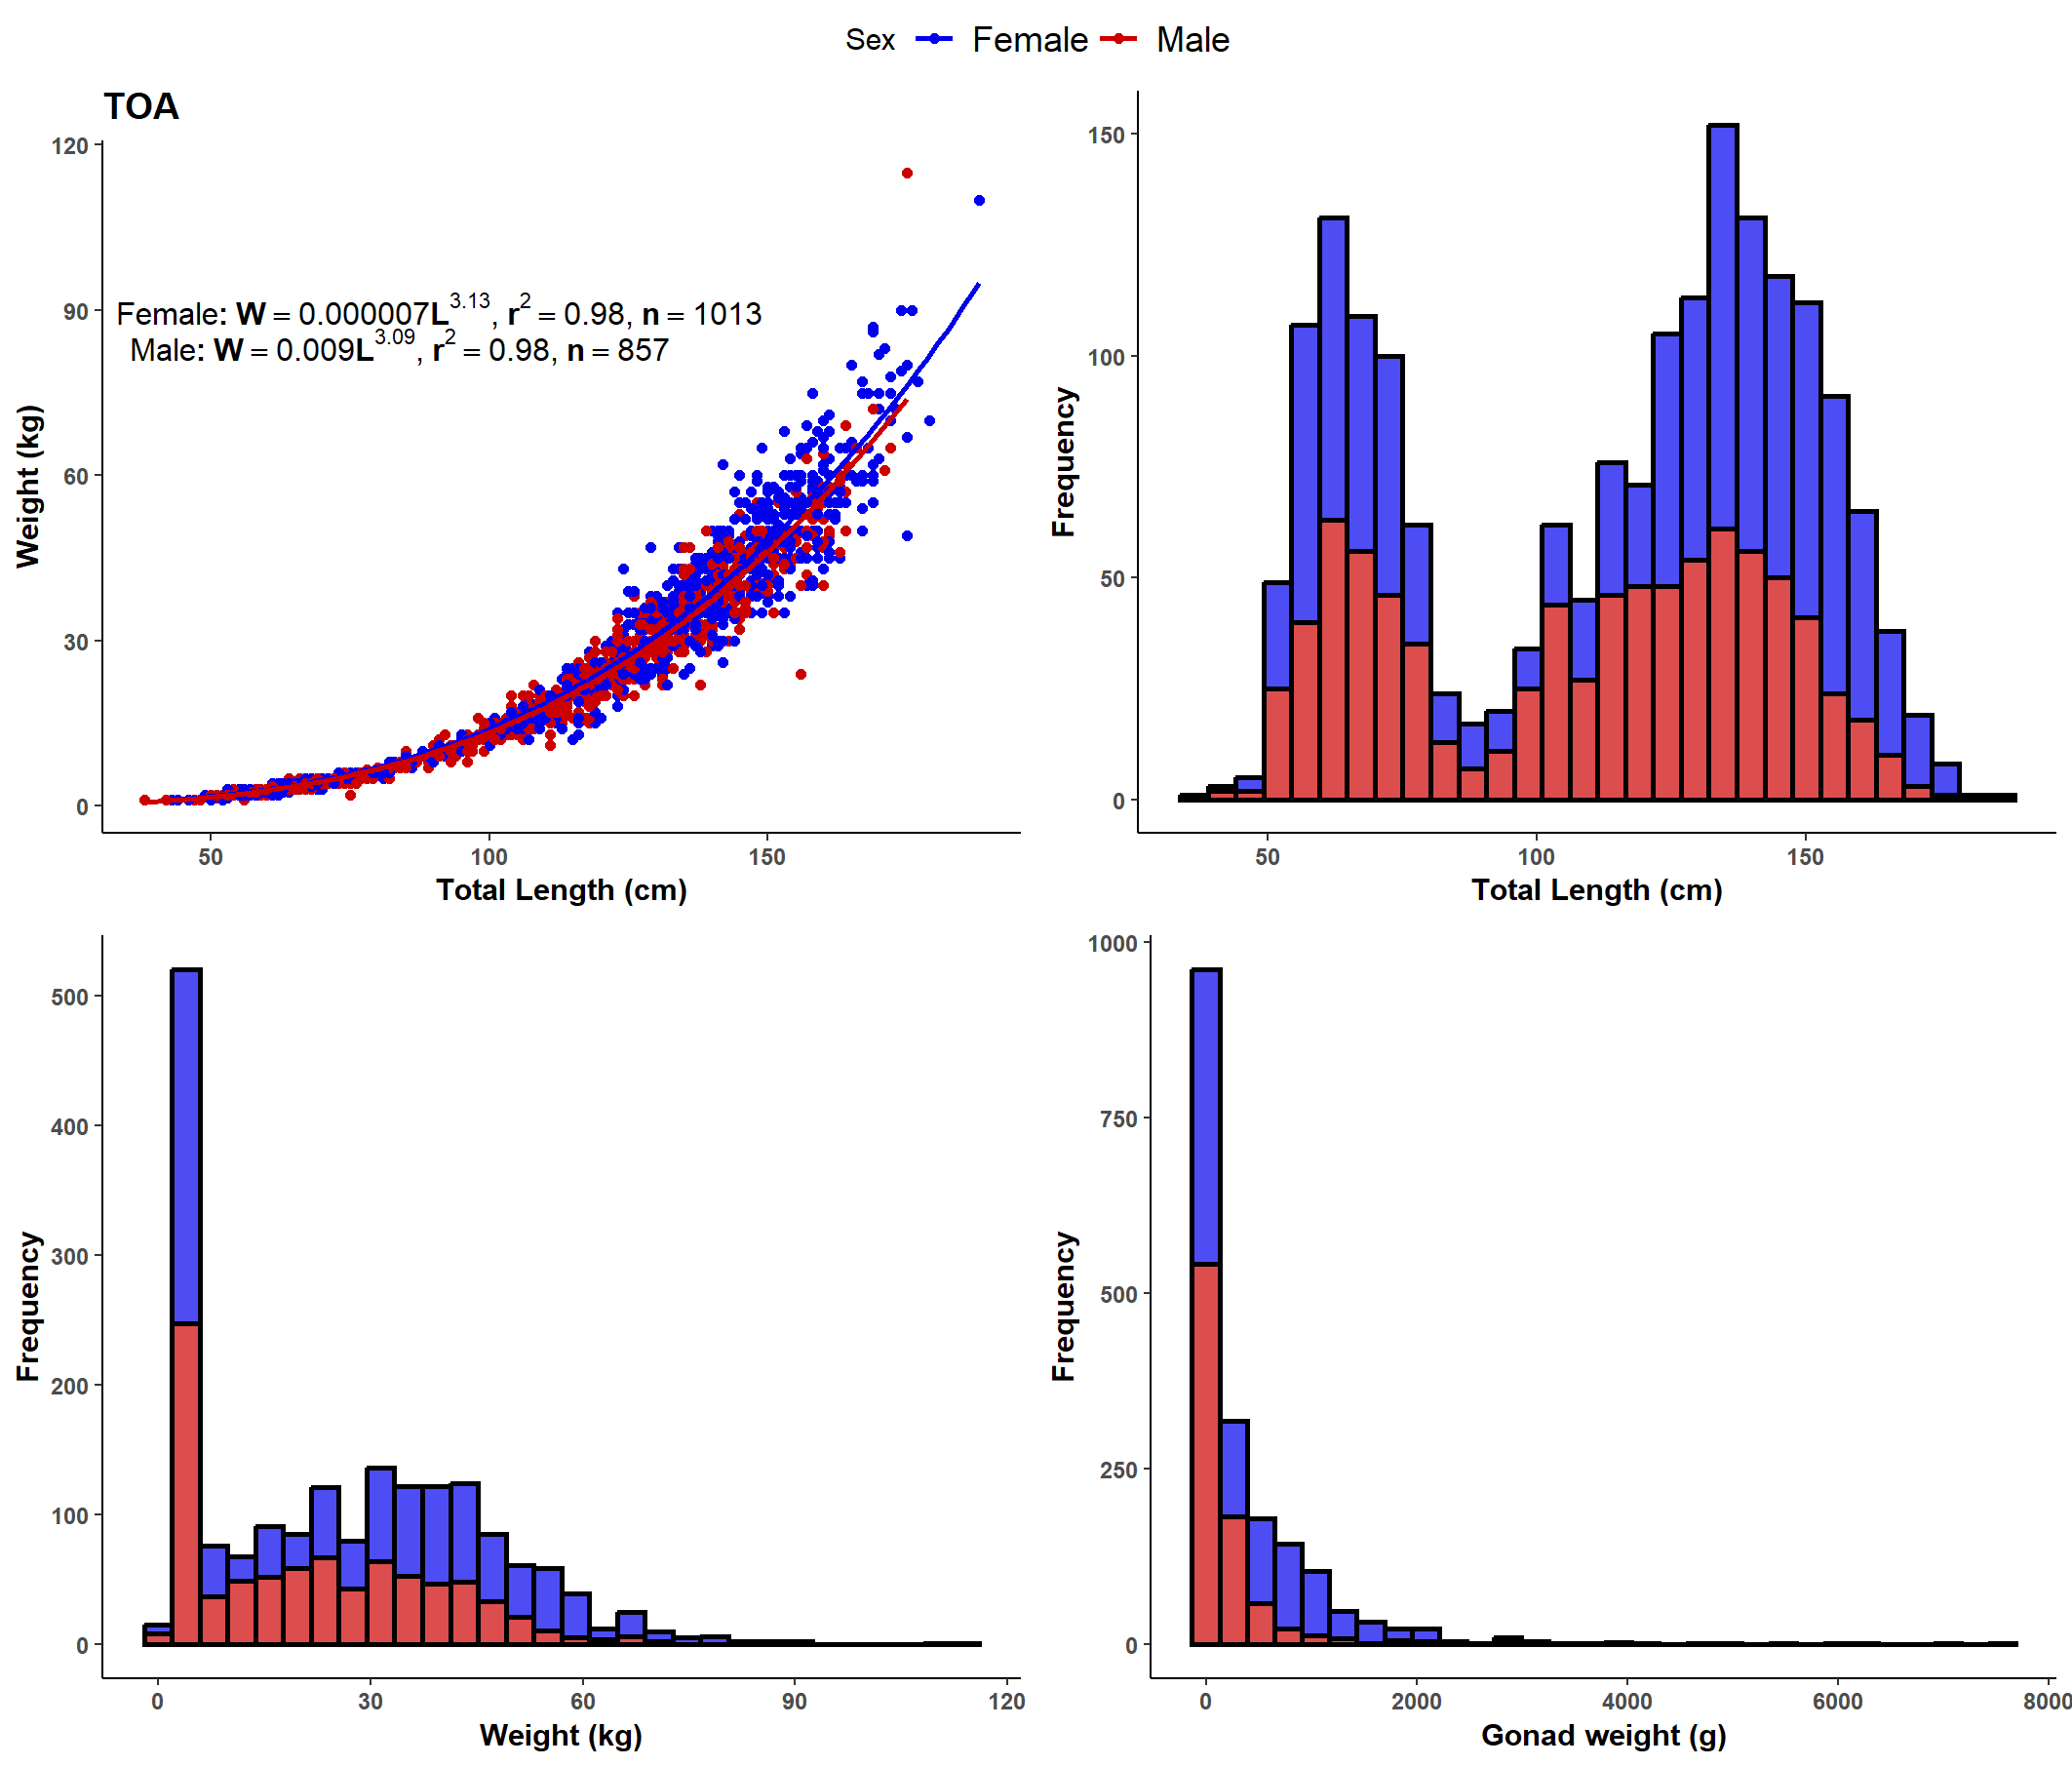 Sex Female Male
TOA
120
90
60
30
0
Weight (kg)
Female: W = 0.000007L^3.13, r^2 = 0.98, n = 1013
Male: W = 0.009L^3.09, r^2 = 0.98, n = 857
50 100 150
Total Length (cm)
150
100
50
0
Frequency
50 100 150
Total Length (cm)
500
400
300
200
100
0
Frequency
0 30 60 90 120
Weight (kg)
1000
750
500
250
0
Frequency
0 2000 4000 6000 8000
Gonad weight (g)